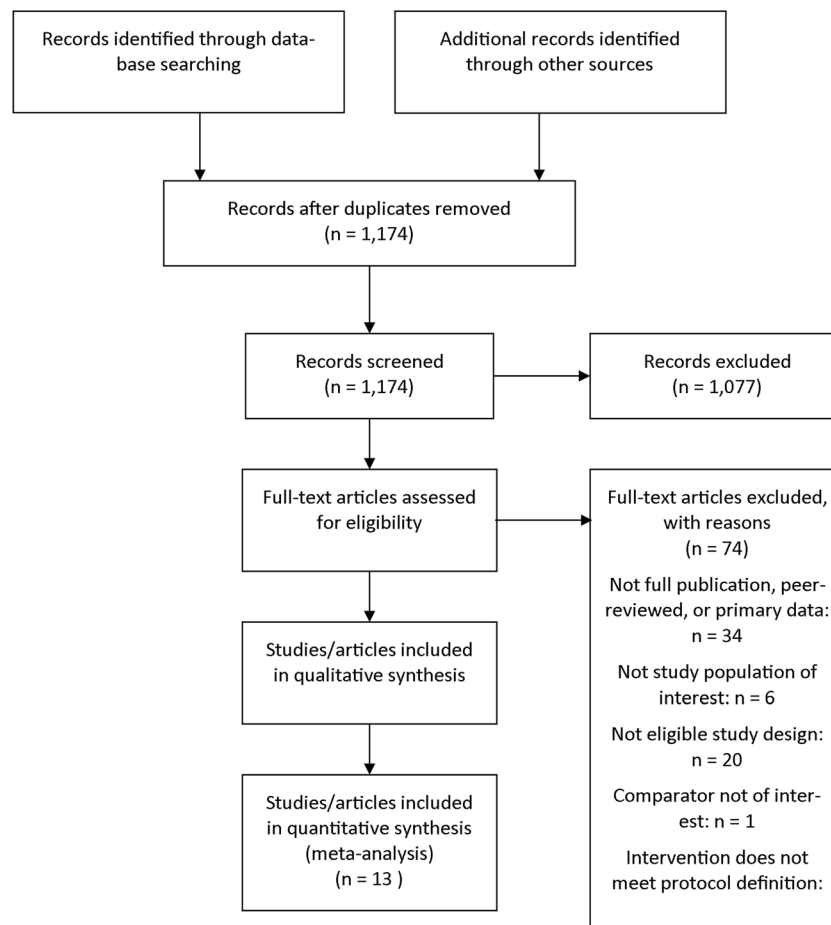 Records identified through data-
base searching
Additional records identified
through other sources
Records after duplicates removed
(n = 1,174)
Records screened
(n = 1,174)
Records excluded
(n = 1,077)
Full-text articles assessed
for eligibility
Full-text articles excluded,
with reasons
(n = 74)
Not full publication, peer-
reviewed, or primary data:
n = 34
Not study population of
interest: n = 6
Not eligible study design:
n = 20
Comparator not of inter-
est: n = 1
Intervention does not
meet protocol definition:
Studies/articles included
in qualitative synthesis
Studies/articles included
in quantitative synthesis
(meta-analysis)
(n = 13 )